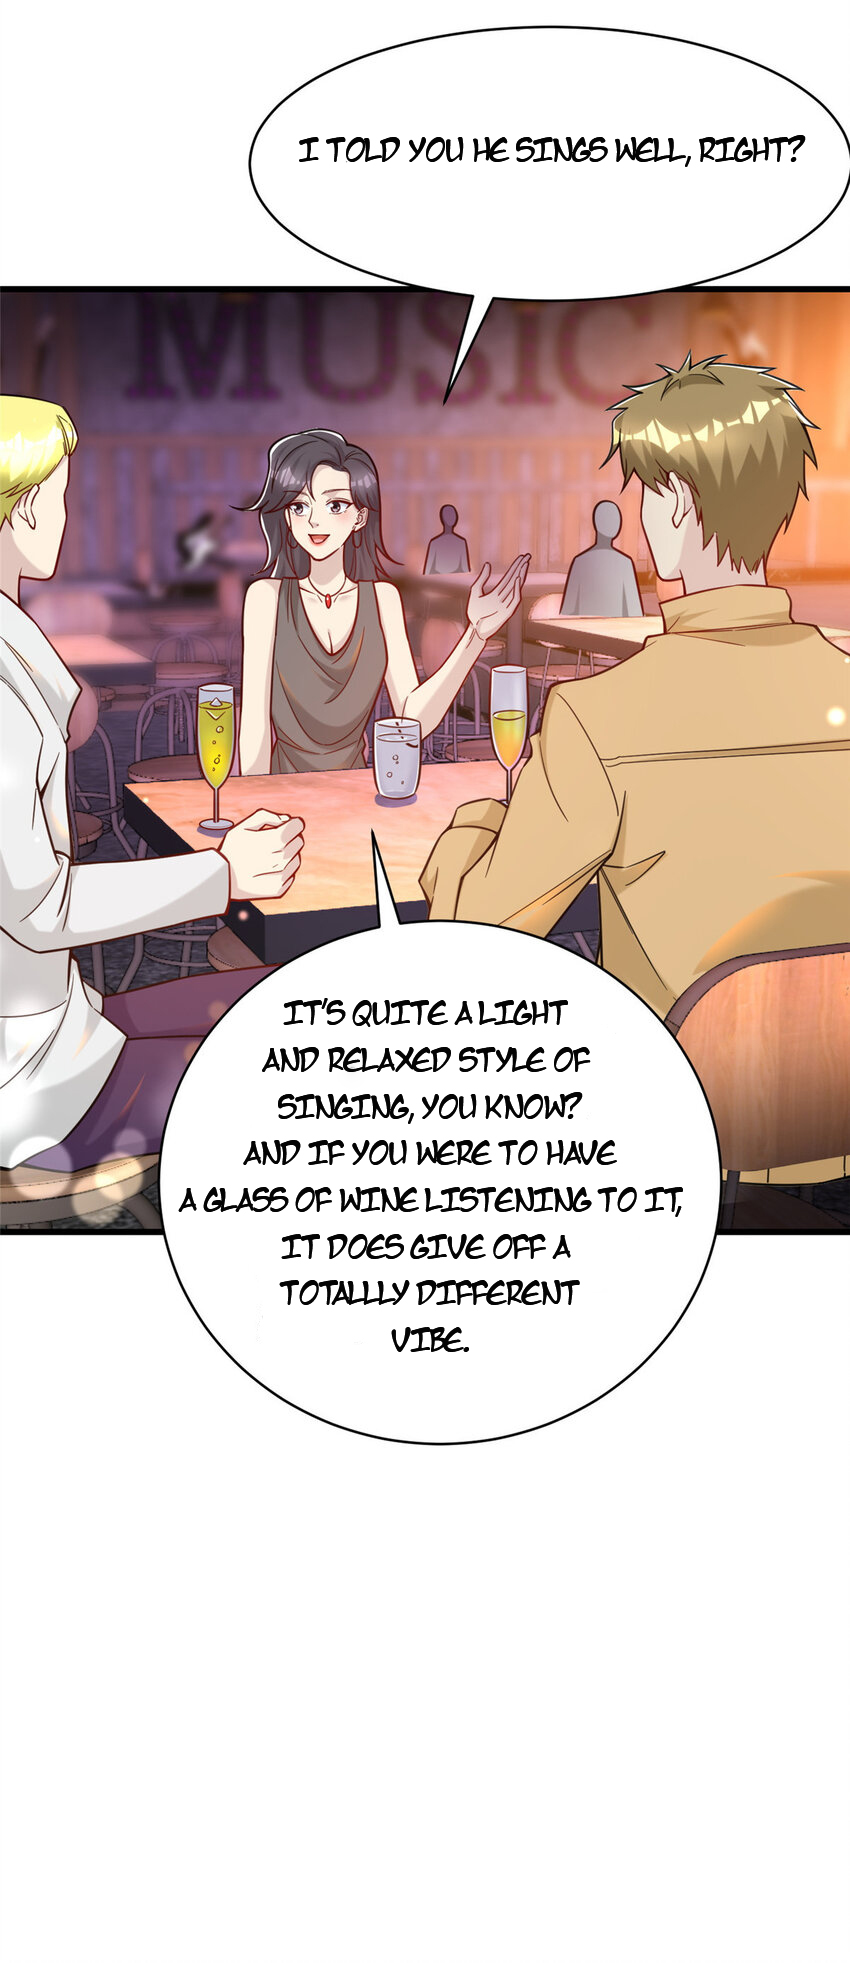 I TOLD YOU HE SINGS WELL, RIGHT?
MUSIC
IT'S QUITE A LIGHT
AND RELAXED STYLE OF
SINGING, YOU KNOW?
AND IF YOU WERE TO HAVE
A GLASS OF WINE LISTENING TO IT,
IT DOES GIVE OFF A
TOTALLLY DIFFERENT
VIBE.